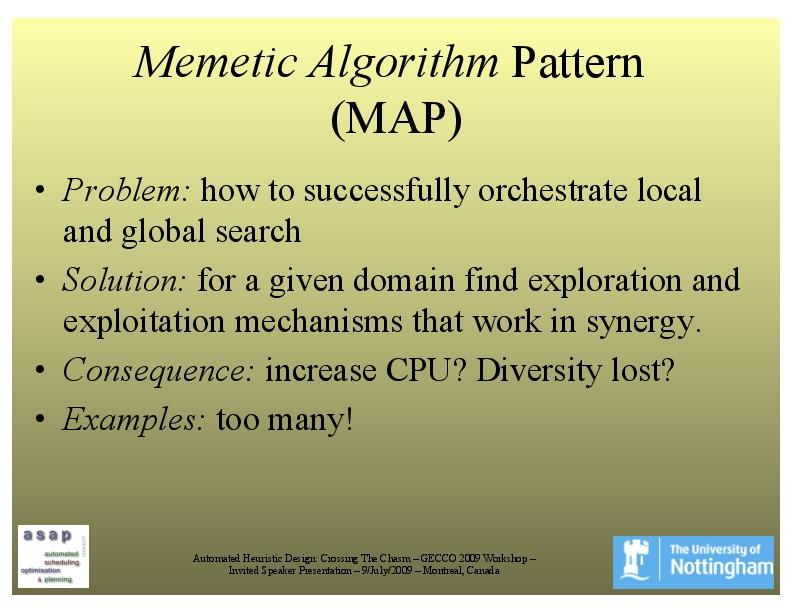 Memetic Algorithm Pattern
(MAP)
• Problem: how to successfully orchestrate local
and global search
• Solution: for a given domain find exploration and
exploitation mechanisms that work in synergy.
• Consequence: increase CPU? Diversity lost?
• Examples: too many!
asap
research
automated
scheduling
optimisation
& planning
Automated Heuristic Design: Crossing The Chasm – GECCO 2009 Workshop –
Invited Speaker Presentation – 9/July/2009 – Montreal, Canada
The University of
Nottingham